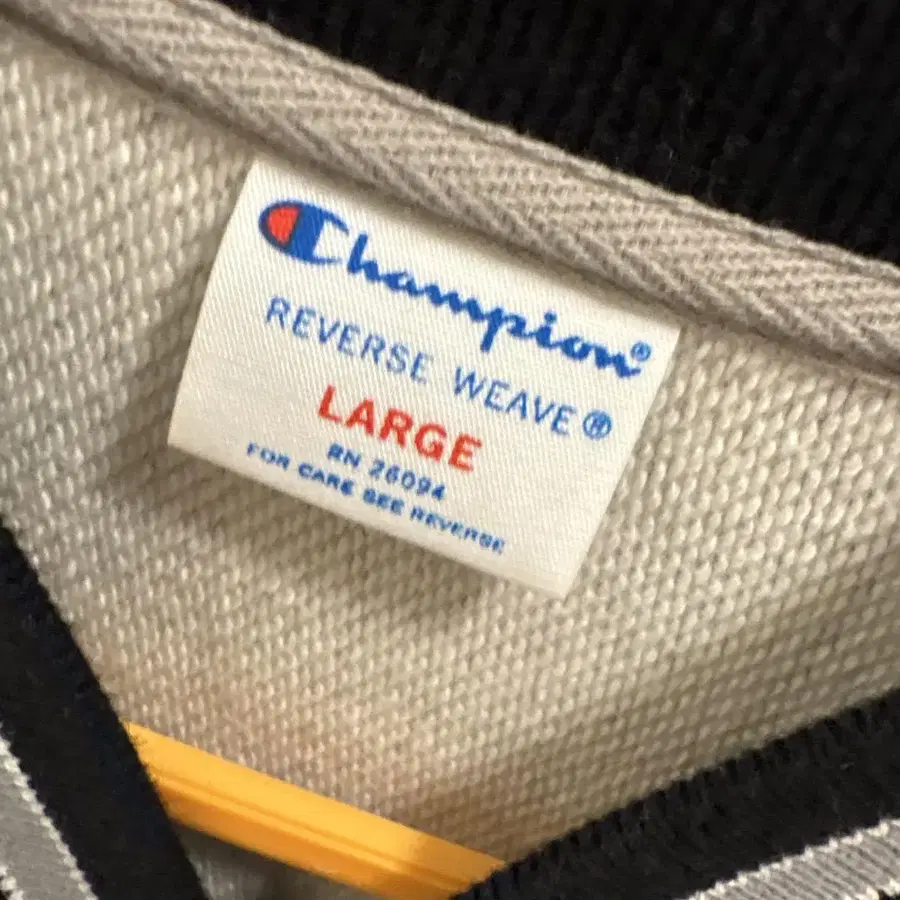 Champion®
REVERSE WEAVE®
LARGE
RN 26094
FOR CARE SEE REVERSE